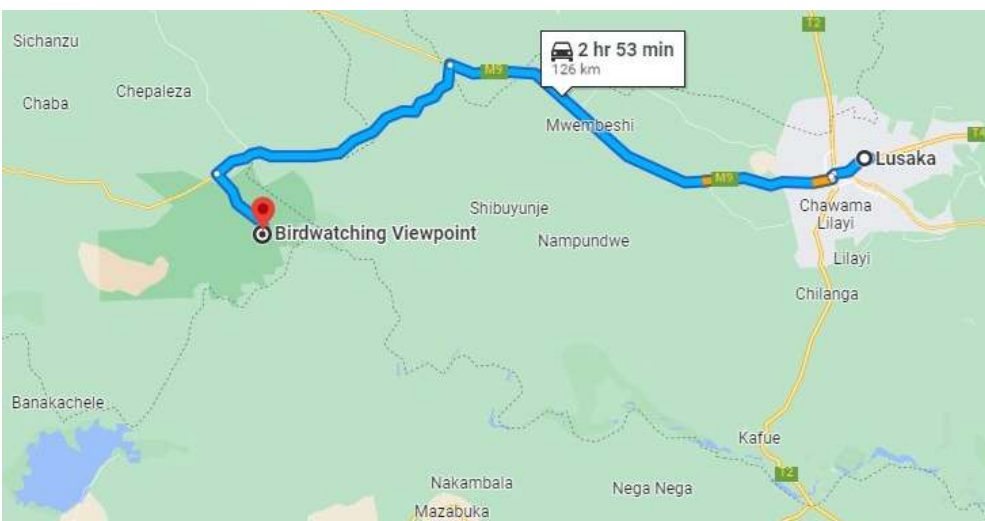 Sichanzu
T2
2 hr 53 min
126 km
M9
Chepaleza
Chaba
Mwembeshi
T4
Lusaka
M9
Chawama
Lilayi
Shibuyunje
Birdwatching Viewpoint
Nampundwe
Lilayi
Chilanga
Banakachele
Kafue
T2
Nakambala
Nega Nega
Mazabuka